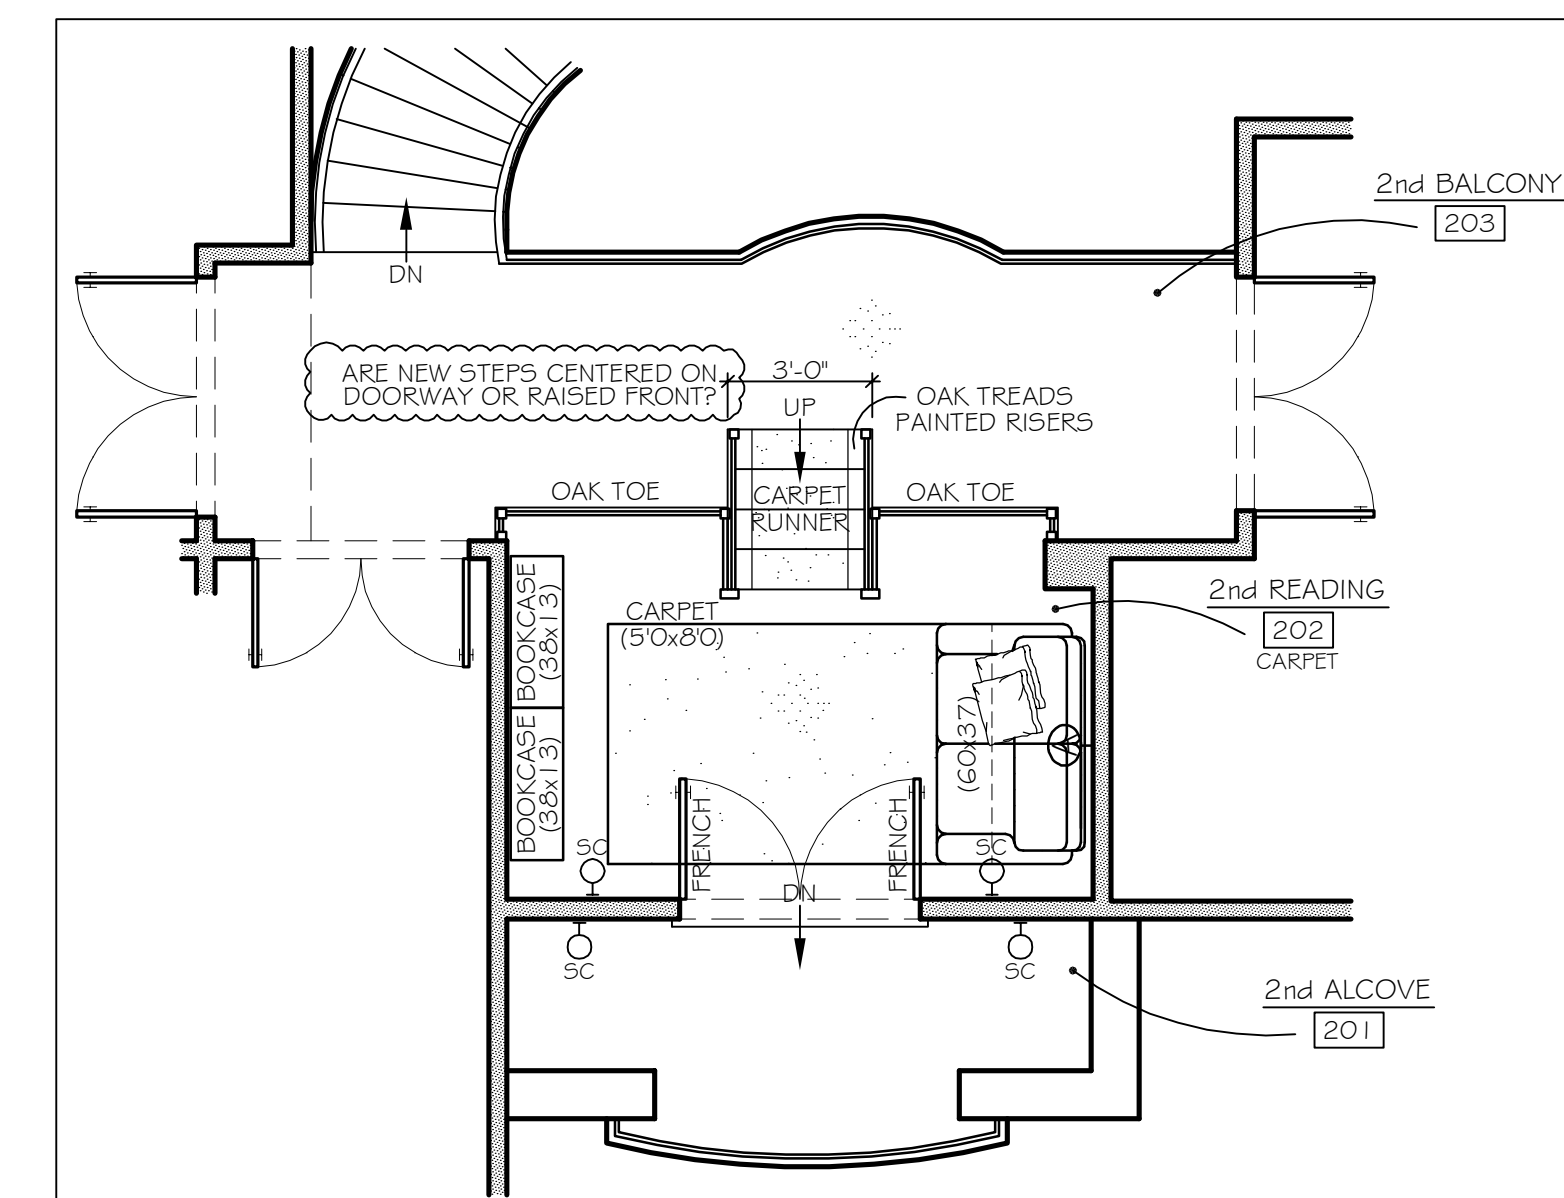 2nd BALCONY
203
DN
ARE NEW STEPS CENTERED ON
DOORWAY OR RAISED FRONT?
3'-0"
UP
OAK TREADS
PAINTED RISERS
OAK TOE
CARPET
RUNNER
OAK TOE
2nd READING
202
CARPET
BOOKCASE
(38x13)
BOOKCASE
(38x13)
CARPET
(5'0x8'0)
(60x37)
FRENCH
FRENCH
SC
SC
DN
SC
SC
2nd ALCOVE
201